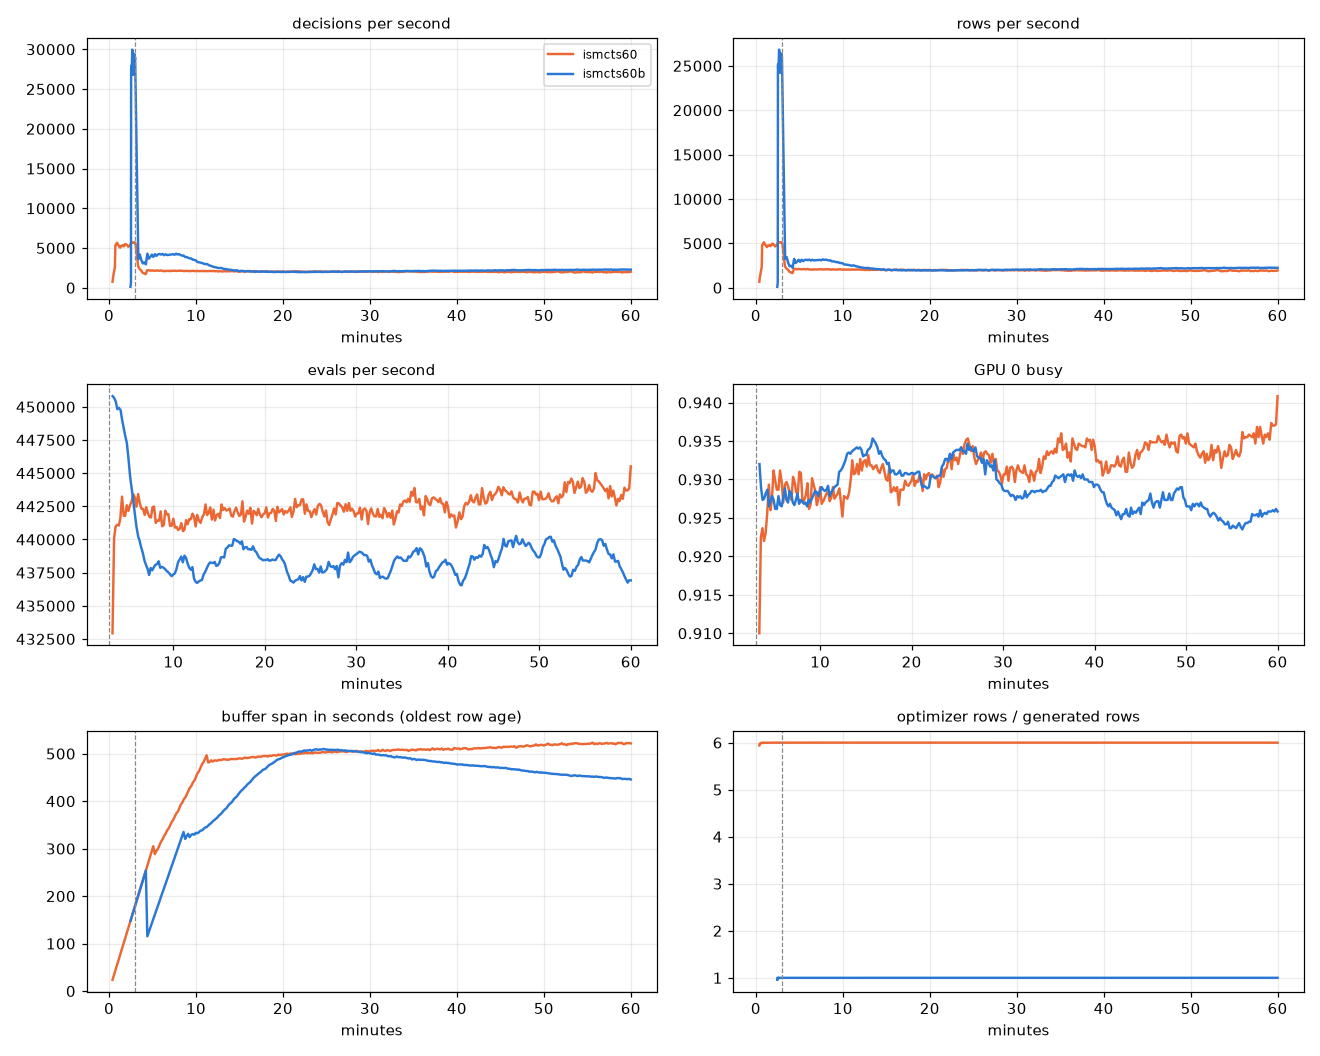 decisions per second
30000
25000
20000
15000
10000
5000
0
ismcts60
ismcts60b
0 10 20 30 40 50 60
minutes
rows per second
25000
20000
15000
10000
5000
0
0 10 20 30 40 50 60
minutes
evals per second
450000
447500
445000
442500
440000
437500
435000
432500
10 20 30 40 50 60
minutes
GPU 0 busy
0.940
0.935
0.930
0.925
0.920
0.915
0.910
10 20 30 40 50 60
minutes
buffer span in seconds (oldest row age)
500
400
300
200
100
0
0 10 20 30 40 50 60
minutes
optimizer rows / generated rows
6
5
4
3
2
1
0 10 20 30 40 50 60
minutes